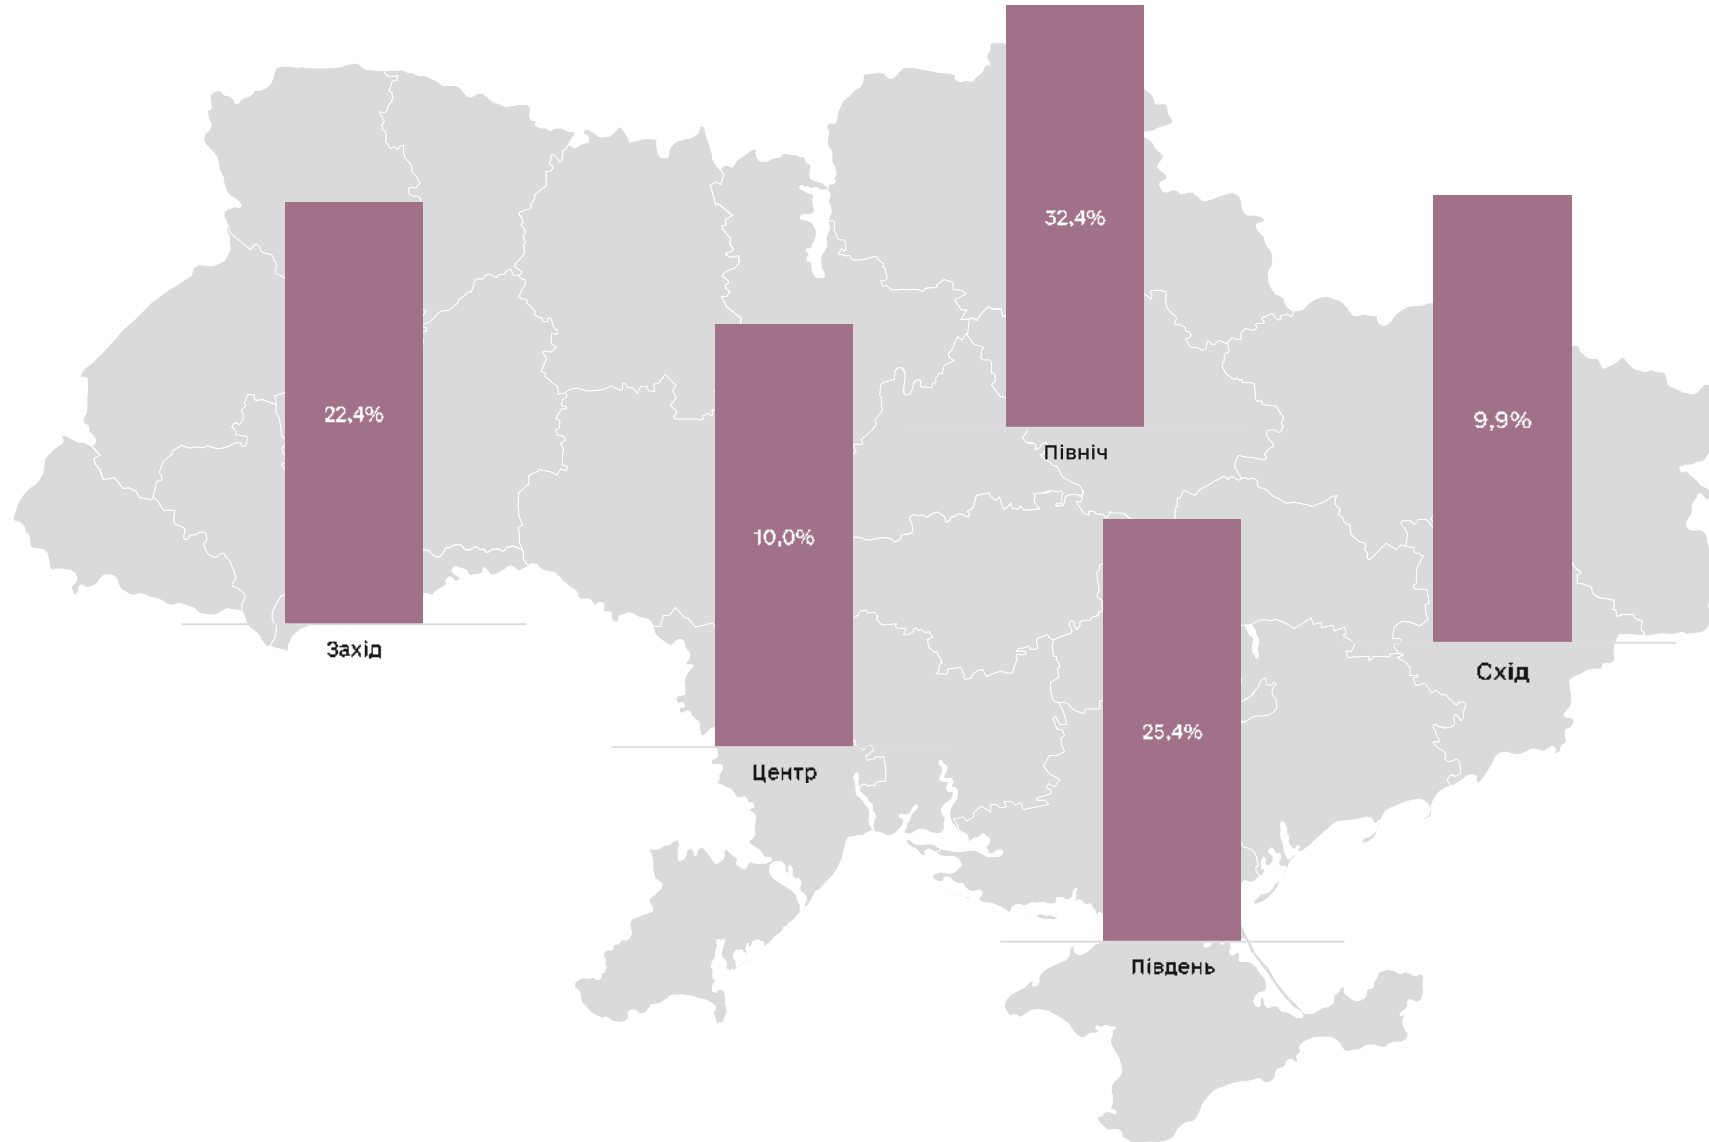 32,4%
Північ
22,4%
Захід
9,9%
Схід
10,0%
Центр
25,4%
Південь